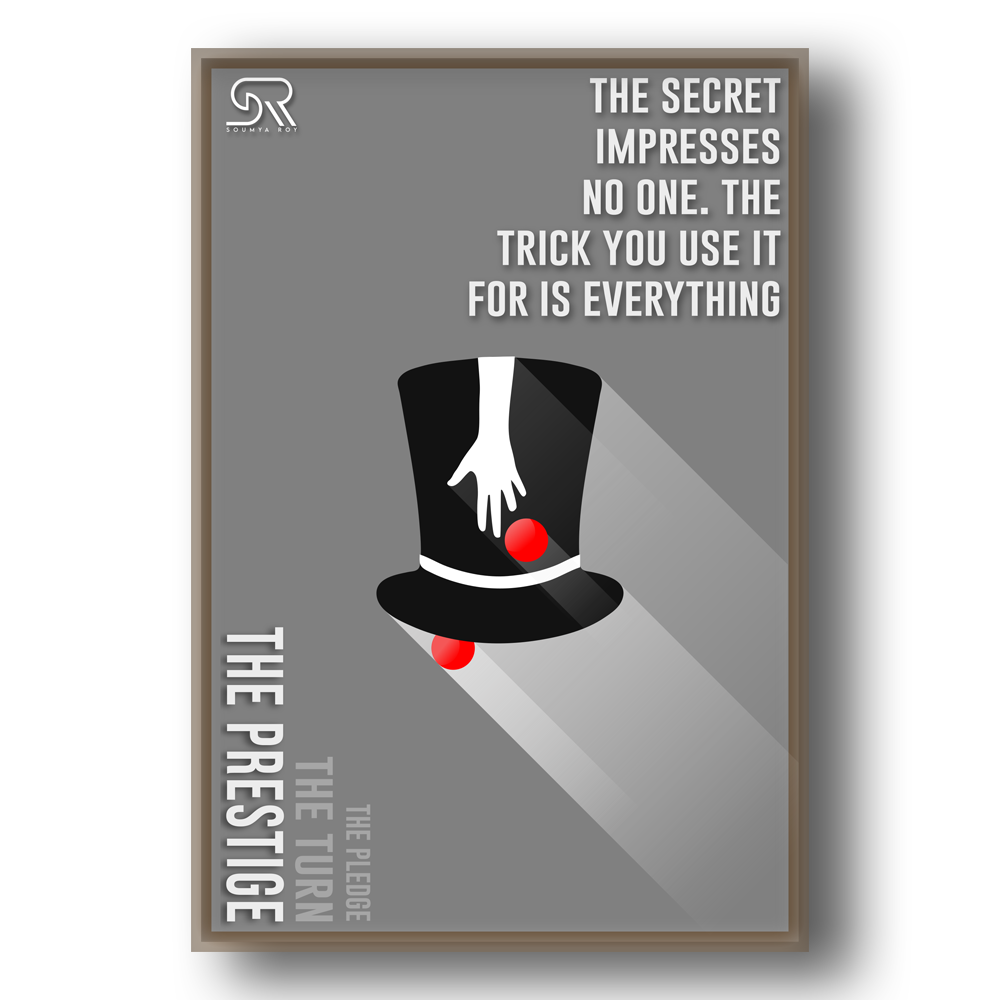 SR
SOUMYA ROY
THE SECRET
IMPRESSES
NO ONE. THE
TRICK YOU USE IT
FOR IS EVERYTHING
THE PRESTIGE
THE TURN
THE PLEDGE